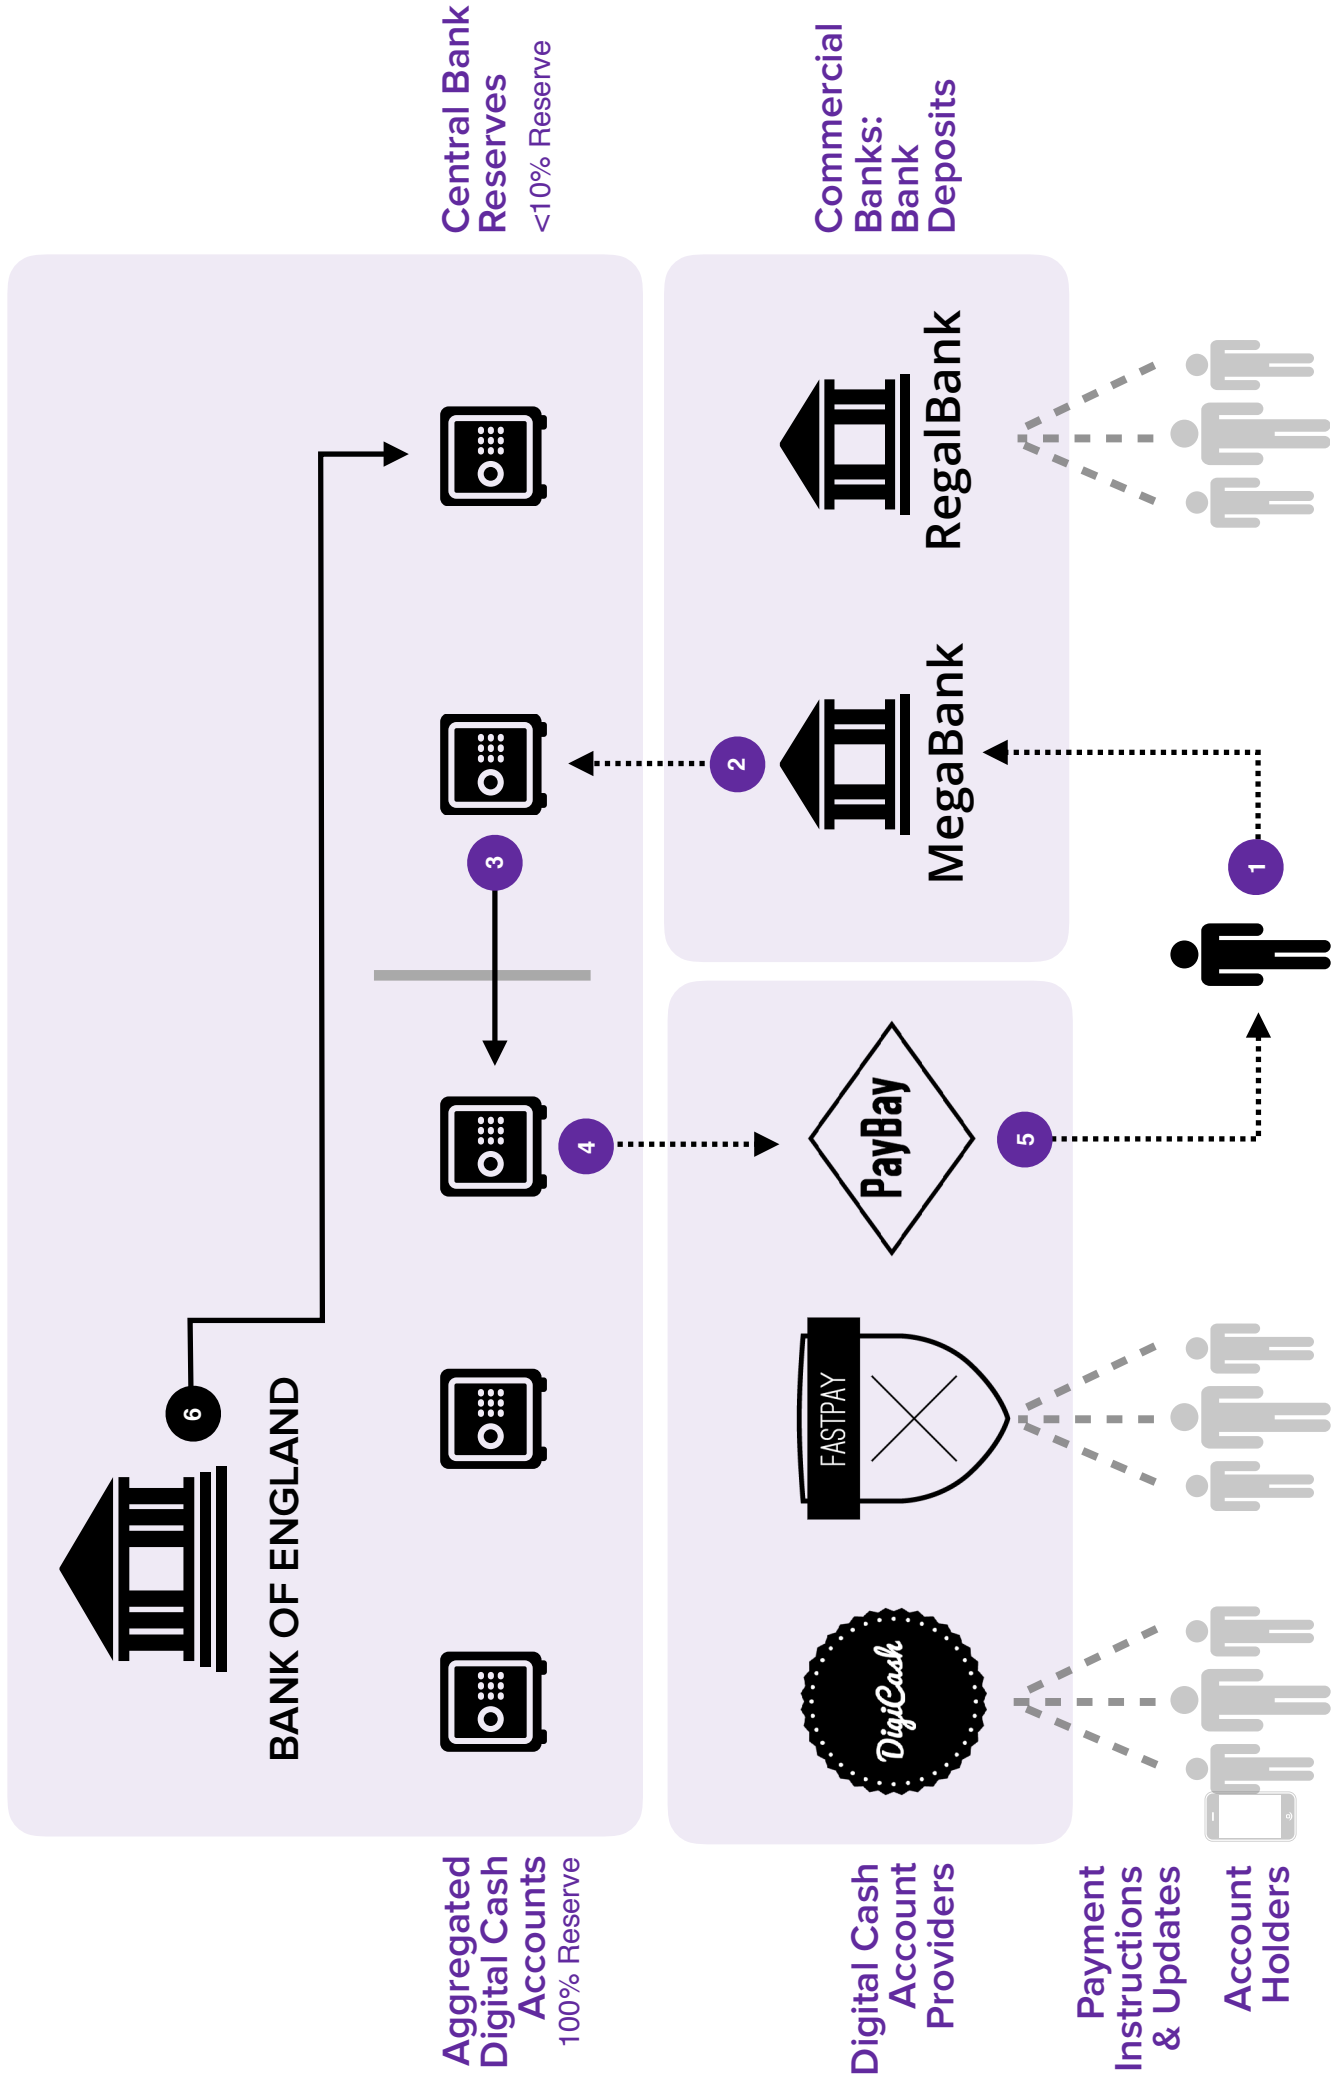 6
BANK OF ENGLAND
Aggregated
Digital Cash
Accounts
100% Reserve
3
4
Central Bank
Reserves
<10% Reserve
2
Digital Cash
Account
Providers
DigiCash
FASTPAY
PayBay
MegaBank
RegalBank
Commercial
Banks:
Bank
Deposits
5
Payment
Instructions
& Updates
1
Account
Holders